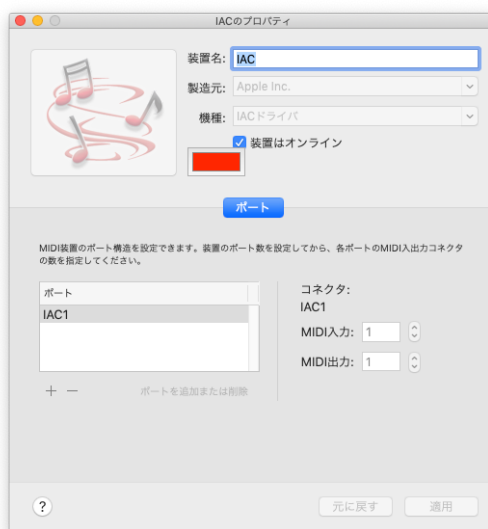 IACのプロパティ
装置名: IAC
製造元: Apple Inc.
機種: IACドライバ
装置はオンライン
ポート
MIDI装置のポート構造を設定できます。装置のポート数を設定してから、各ポートのMIDI入出力コネクタ
の数を指定してください。
ポート
IAC1
+ −
ポートを追加または削除
コネクタ:
IAC1
MIDI入力: 1
MIDI出力: 1
?
元に戻す
適用